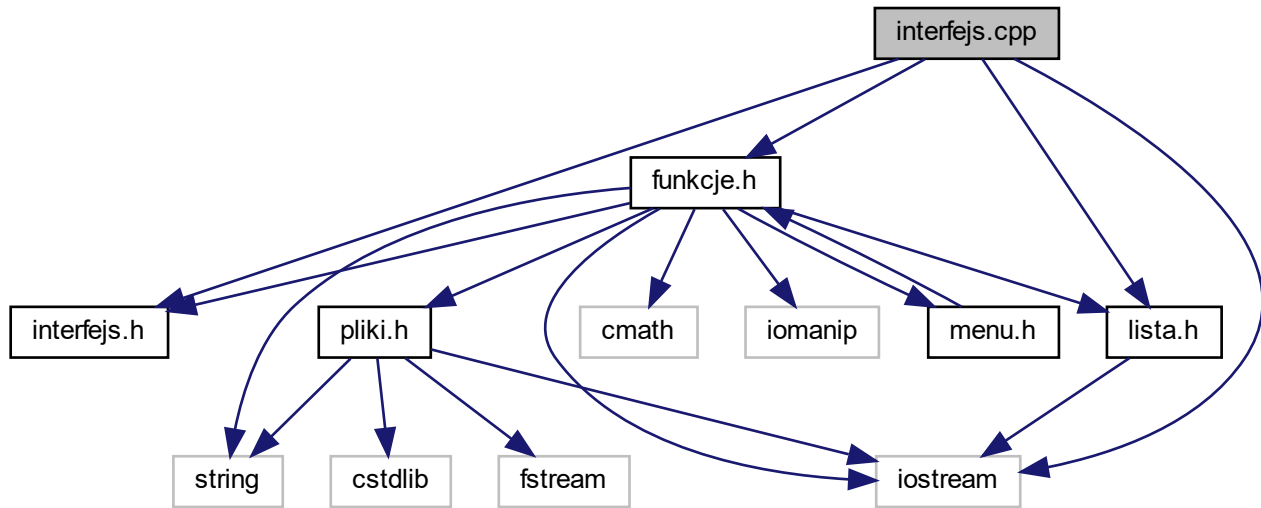 interfejs.cpp
funkcje.h
interfejs.h
pliki.h
cmath
iomanip
menu.h
lista.h
string
cstdlib
fstream
iostream